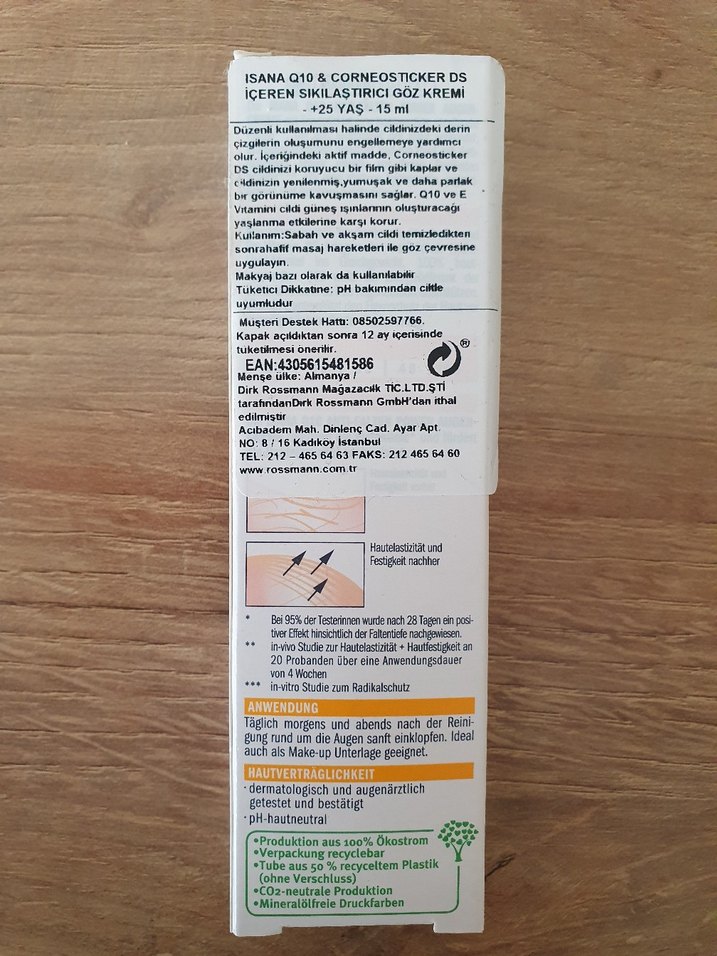 ISANA Q10 & CORNEOSTICKER DS
İÇEREN SIKILAŞTIRICI GÖZ KREMİ
- +25 YAŞ - 15 ml
Düzenli kullanılması halinde cildinizdeki derin
çizgilerin oluşumunu engellemeye yardımcı
olur. İçeriğindeki aktif madde, Corneosticker
DS cildinizi koruyucu bir film gibi kaplar ve
cildinizin yenilenmiş,yumuşak ve daha parlak
bir görünüme kavuşmasını sağlar. Q10 ve E
Vitamini cildi güneş ışınlarının oluşturacağı
yaşlanma etkilerine karşı korur.
Kullanım:Sabah ve akşam cildi temizledikten
sonrahafif masaj hareketleri ile göz çevresine
uygulayın.
Makyaj bazı olarak da kullanılabilir
Tüketici Dikkatine: pH bakımından ciltle
uyumludur
Müşteri Destek Hattı: 08502597766.
Kapak açıldıktan sonra 12 ay içerisinde
tüketilmesi önerilir.
®
EAN:4305615481586
Menşe ülke: Almanya /
Dirk Rossmann Mağazacılk TİC.LTD.ŞTİ
tarafındanDırk Rossmann GmbH'dan ithal
edilmiştir
Acıbadem Mah. Dinlenç Cad. Ayar Apt.
NO: 8 / 16 Kadıköy İstanbul
TEL: 212 – 465 64 63 FAKS: 212 465 64 60
www.rossmann.com.tr
Hautelastizität und
Festigkeit nachher
* Bei 95% der Testerinnen wurde nach 28 Tagen ein posi-
tiver Effekt hinsichtlich der Faltentiefe nachgewiesen.
** in-vivo Studie zur Hautelastizität + Hautfestigkeit an
20 Probanden über eine Anwendungsdauer
von 4 Wochen
*** in-vitro Studie zum Radikalschutz
ANWENDUNG
Täglich morgens und abends nach der Reini-
gung rund um die Augen sanft einklopfen. Ideal
auch als Make-up Unterlage geeignet.
HAUTVERTRÄGLICHKEIT
· dermatologisch und augenärztlich
getestet und bestätigt
· pH-hautneutral
•Produktion aus 100% Ökostrom
•Verpackung recyclebar
•Tube aus 50 % recyceltem Plastik
(ohne Verschluss)
•CO2-neutrale Produktion
•Mineralölfreie Druckfarben